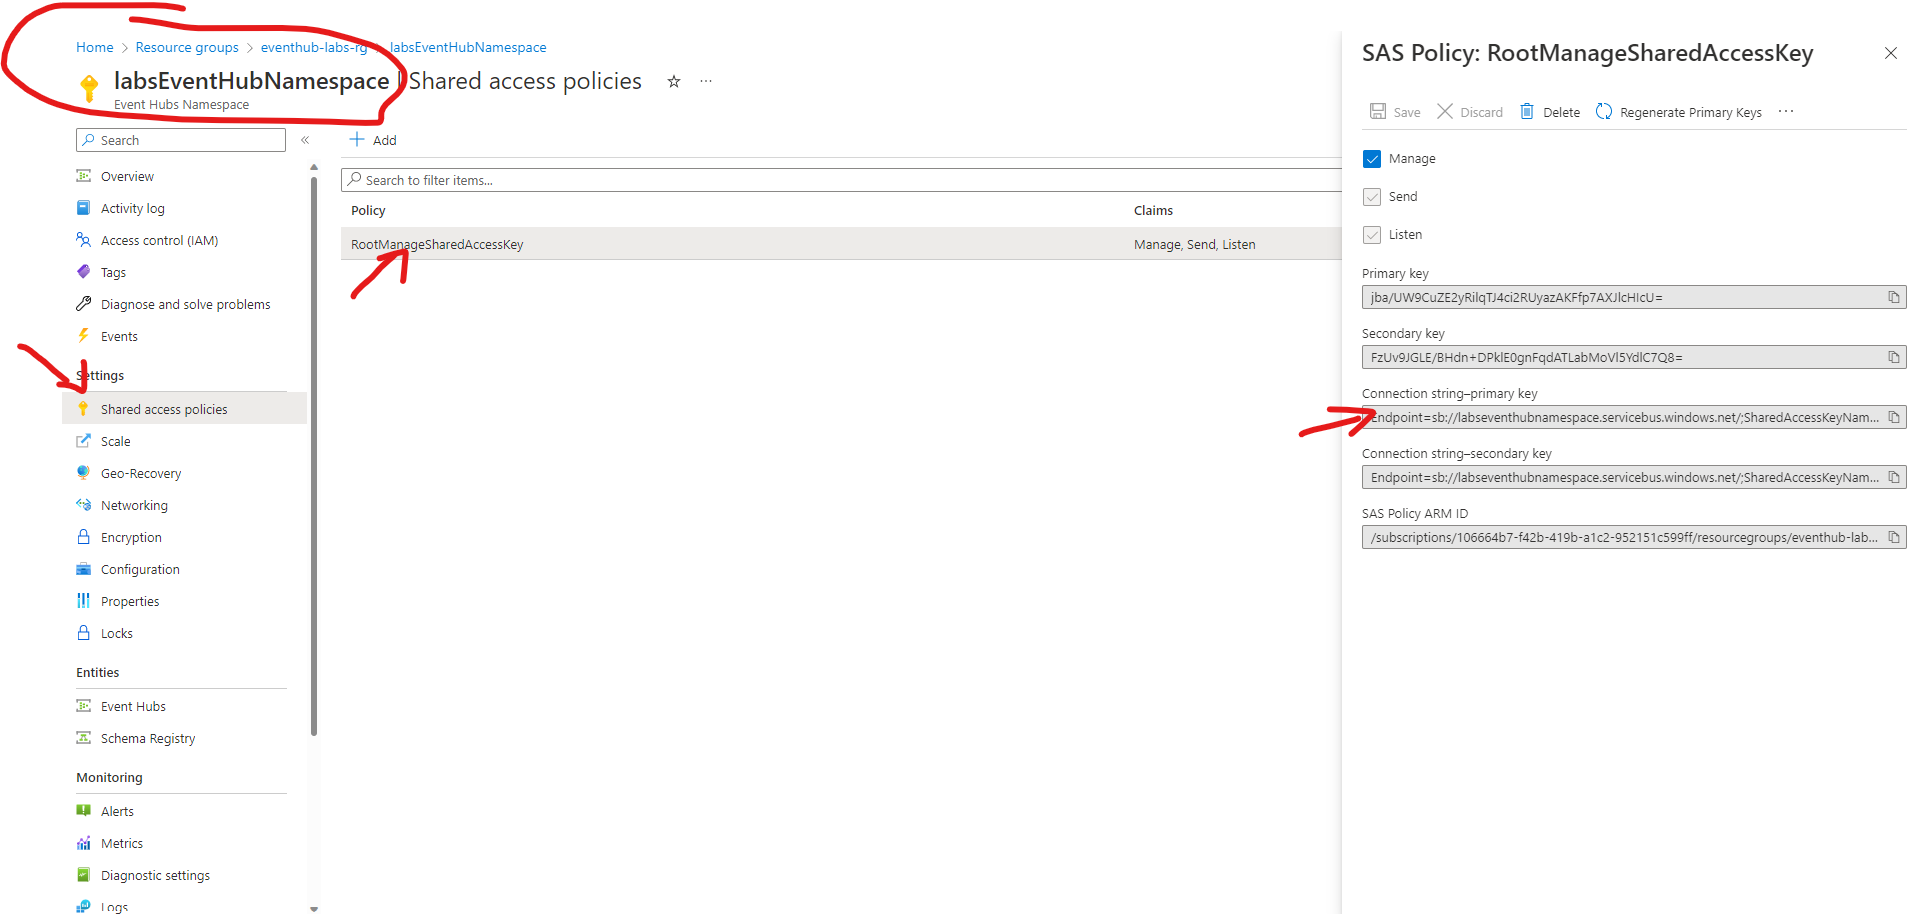 Home > Resource groups > eventhub-labs-rg > labsEventHubNamespace
labsEventHubNamespace | Shared access policies
Event Hubs Namespace
Search
Overview
Activity log
Access control (IAM)
Tags
Diagnose and solve problems
Events
Settings
Shared access policies
Scale
Geo-Recovery
Networking
Encryption
Configuration
Properties
Locks
Entities
Event Hubs
Schema Registry
Monitoring
Alerts
Metrics
Diagnostic settings
Logs
Add
Search to filter items...
Policy Claims
RootManageSharedAccessKey Manage, Send, Listen
SAS Policy: RootManageSharedAccessKey
Save Discard Delete Regenerate Primary Keys ...
Manage
Send
Listen
Primary key
jba/UW9CuZE2yRilqTJ4ci2RUyazAKFfp7AXJlcHIcU=
Secondary key
FzUv9JGLE/BHdn+DPklE0gnFqdATLabMoVl5YdlC7Q8=
Connection string–primary key
Endpoint=sb://labseventhubnamespace.servicebus.windows.net/;SharedAccessKeyNam...
Connection string–secondary key
Endpoint=sb://labseventhubnamespace.servicebus.windows.net/;SharedAccessKeyNam...
SAS Policy ARM ID
/subscriptions/106664b7-f42b-419b-a1c2-952151c599ff/resourcegroups/eventhub-lab...